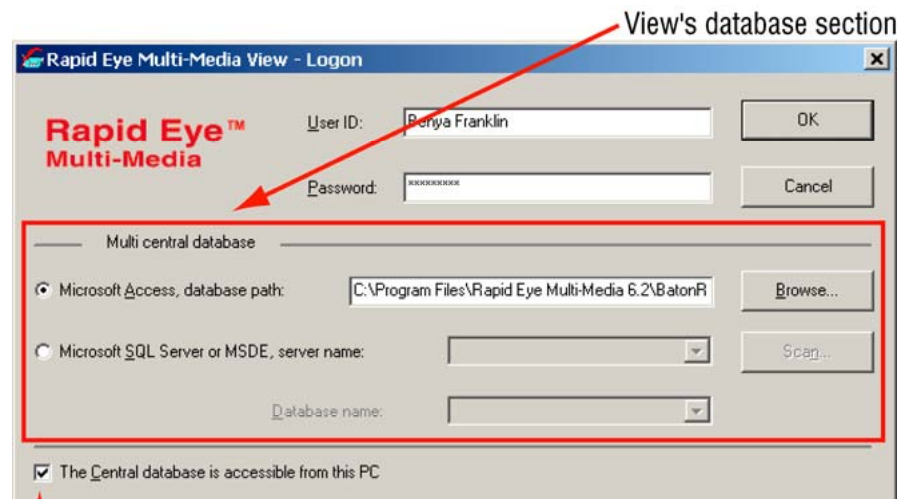 View's database section
Rapid Eye Multi-Media View - Logon
Rapid Eye™
Multi-Media
User ID:
Benya Franklin
OK
Password:
*********
Cancel
Multi central database
Microsoft Access, database path:
C:\Program Files\Rapid Eye Multi-Media 6.2\BatonR
Browse...
Microsoft SQL Server or MSDE, server name:
Scan...
Database name:
The Central database is accessible from this PC